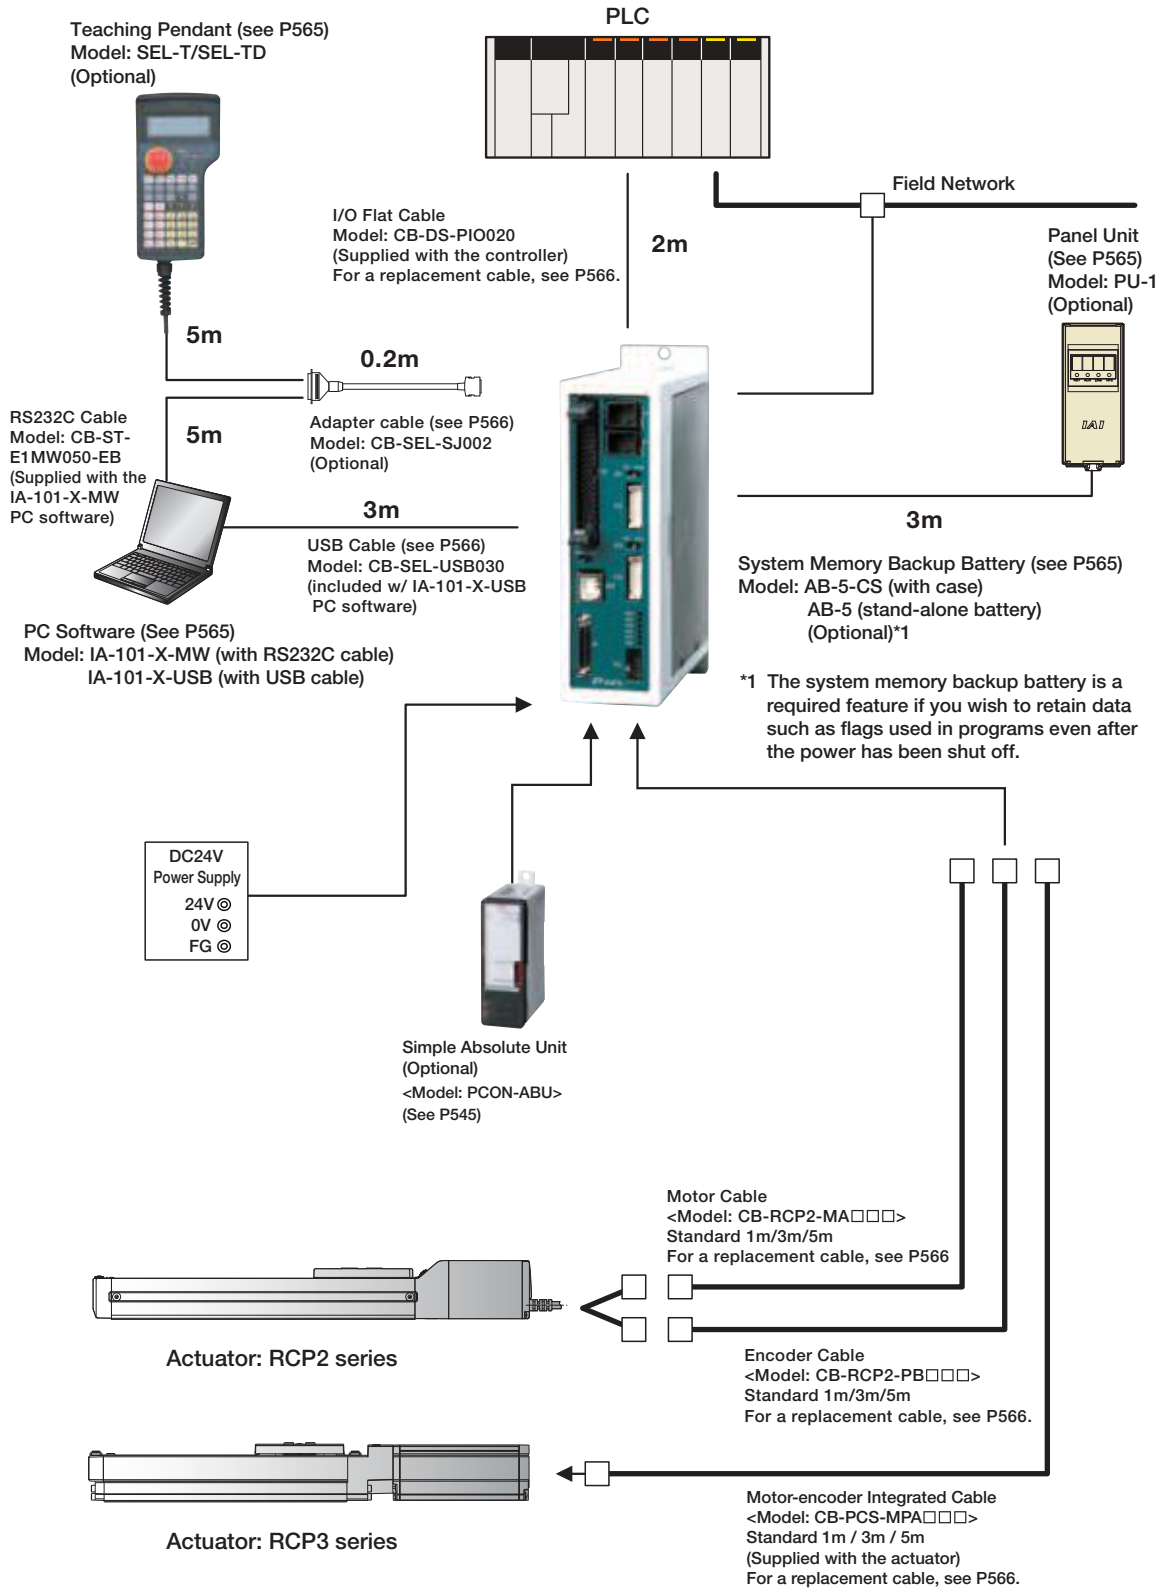 Teaching Pendant (see P565)
Model: SEL-T/SEL-TD
(Optional)
PLC
Field Network
I/O Flat Cable
Model: CB-DS-PIO020
(Supplied with the controller)
For a replacement cable, see P566.
2m
Panel Unit
(See P565)
Model: PU-1
(Optional)
IAI
5m
0.2m
Adapter cable (see P566)
Model: CB-SEL-SJ002
(Optional)
RS232C Cable
Model: CB-ST-
E1MW050-EB
(Supplied with the
IA-101-X-MW
PC software)
5m
3m
USB Cable (see P566)
Model: CB-SEL-USB030
(included w/ IA-101-X-USB
PC software)
3m
PC Software (See P565)
Model: IA-101-X-MW (with RS232C cable)
IA-101-X-USB (with USB cable)
System Memory Backup Battery (see P565)
Model: AB-5-CS (with case)
AB-5 (stand-alone battery)
(Optional)*1
*1 The system memory backup battery is a
required feature if you wish to retain data
such as flags used in programs even after
the power has been shut off.
DC24V
Power Supply
24V
0V
FG
Simple Absolute Unit
(Optional)
<Model: PCON-ABU>
(See P545)
Motor Cable
<Model: CB-RCP2-MA□□□>
Standard 1m/3m/5m
For a replacement cable, see P566
Actuator: RCP2 series
Encoder Cable
<Model: CB-RCP2-PB□□□>
Standard 1m/3m/5m
For a replacement cable, see P566.
Actuator: RCP3 series
Motor-encoder Integrated Cable
<Model: CB-PCS-MPA□□□>
Standard 1m / 3m / 5m
(Supplied with the actuator)
For a replacement cable, see P566.